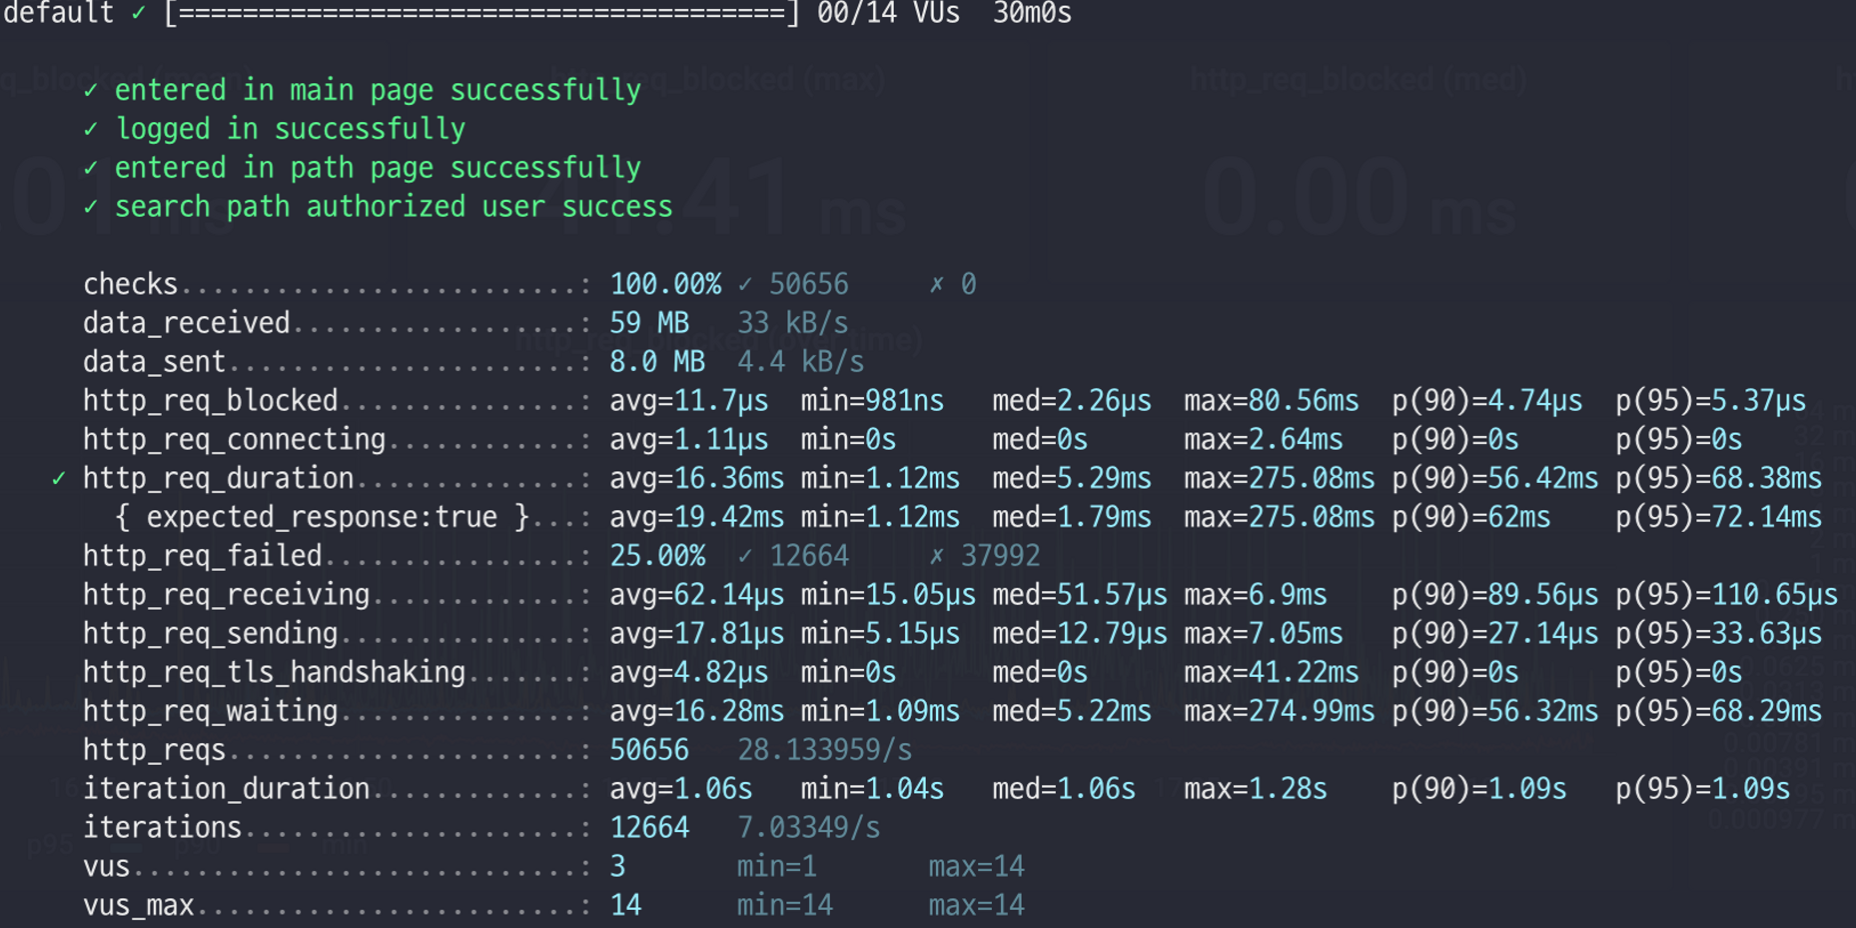 default ✓ [======================================] 00/14 VUs  30m0s
✓ entered in main page successfully
✓ logged in successfully
✓ entered in path page successfully
✓ search path authorized user success
checks.........................: 100.00% ✓ 50656     ✗ 0
data_received..................: 59 MB   33 kB/s
data_sent......................: 8.0 MB  4.4 kB/s
http_req_blocked...............: avg=11.7µs  min=981ns   med=2.26µs  max=80.56ms  p(90)=4.74µs  p(95)=5.37µs
http_req_connecting............: avg=1.11µs  min=0s      med=0s      max=2.64ms   p(90)=0s      p(95)=0s
✓ http_req_duration..............: avg=16.36ms min=1.12ms  med=5.29ms  max=275.08ms p(90)=56.42ms p(95)=68.38ms
{ expected_response:true }...: avg=19.42ms min=1.12ms  med=1.79ms  max=275.08ms p(90)=62ms    p(95)=72.14ms
http_req_failed................: 25.00%  ✓ 12664     ✗ 37992
http_req_receiving.............: avg=62.14µs min=15.05µs med=51.57µs max=6.9ms    p(90)=89.56µs p(95)=110.65µs
http_req_sending...............: avg=17.81µs min=5.15µs  med=12.79µs max=7.05ms   p(90)=27.14µs p(95)=33.63µs
http_req_tls_handshaking.......: avg=4.82µs  min=0s      med=0s      max=41.22ms  p(90)=0s      p(95)=0s
http_req_waiting...............: avg=16.28ms min=1.09ms  med=5.22ms  max=274.99ms p(90)=56.32ms p(95)=68.29ms
http_reqs......................: 50656   28.133959/s
iteration_duration.............: avg=1.06s   min=1.04s   med=1.06s   max=1.28s    p(90)=1.09s   p(95)=1.09s
iterations.....................: 12664   7.03349/s
vus............................: 3       min=1       max=14
vus_max........................: 14      min=14      max=14